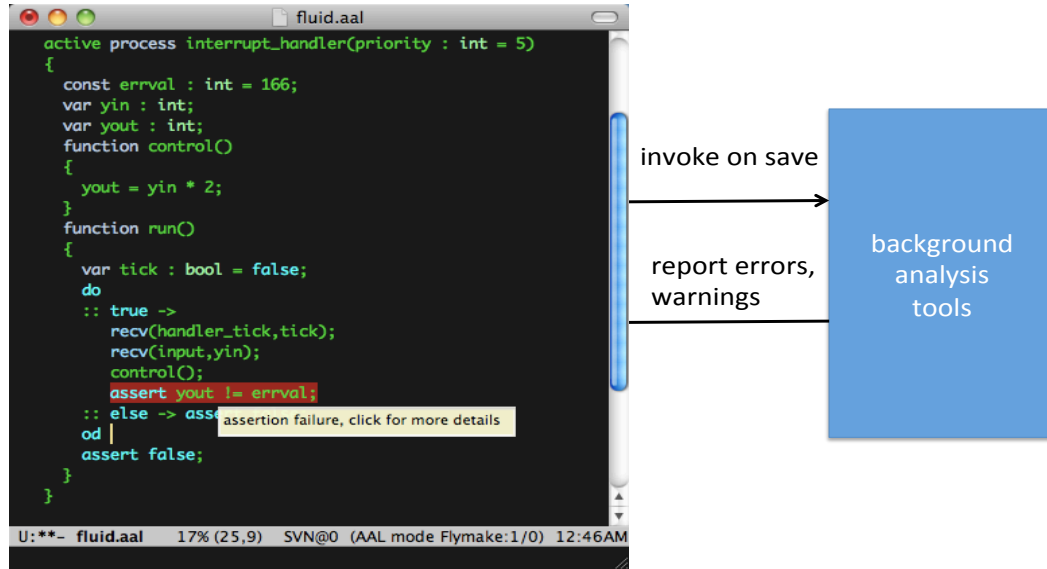 fluid.aal
active process interrupt_handler(priority : int = 5)
{
const errval : int = 166;
var yin : int;
var yout : int;
function control()
{
yout = yin * 2;
}
function run()
{
var tick : bool = false;
do
:: true ->
recv(handler_tick,tick);
recv(input,yin);
control();
assert yout != errval;
:: else -> asse
assertion failure, click for more details
od
assert false;
}
}
U:**- fluid.aal 17% (25,9) SVN@0 (AAL mode Flymake:1/0) 12:46AM
invoke on save
report errors,
warnings
background
analysis
tools